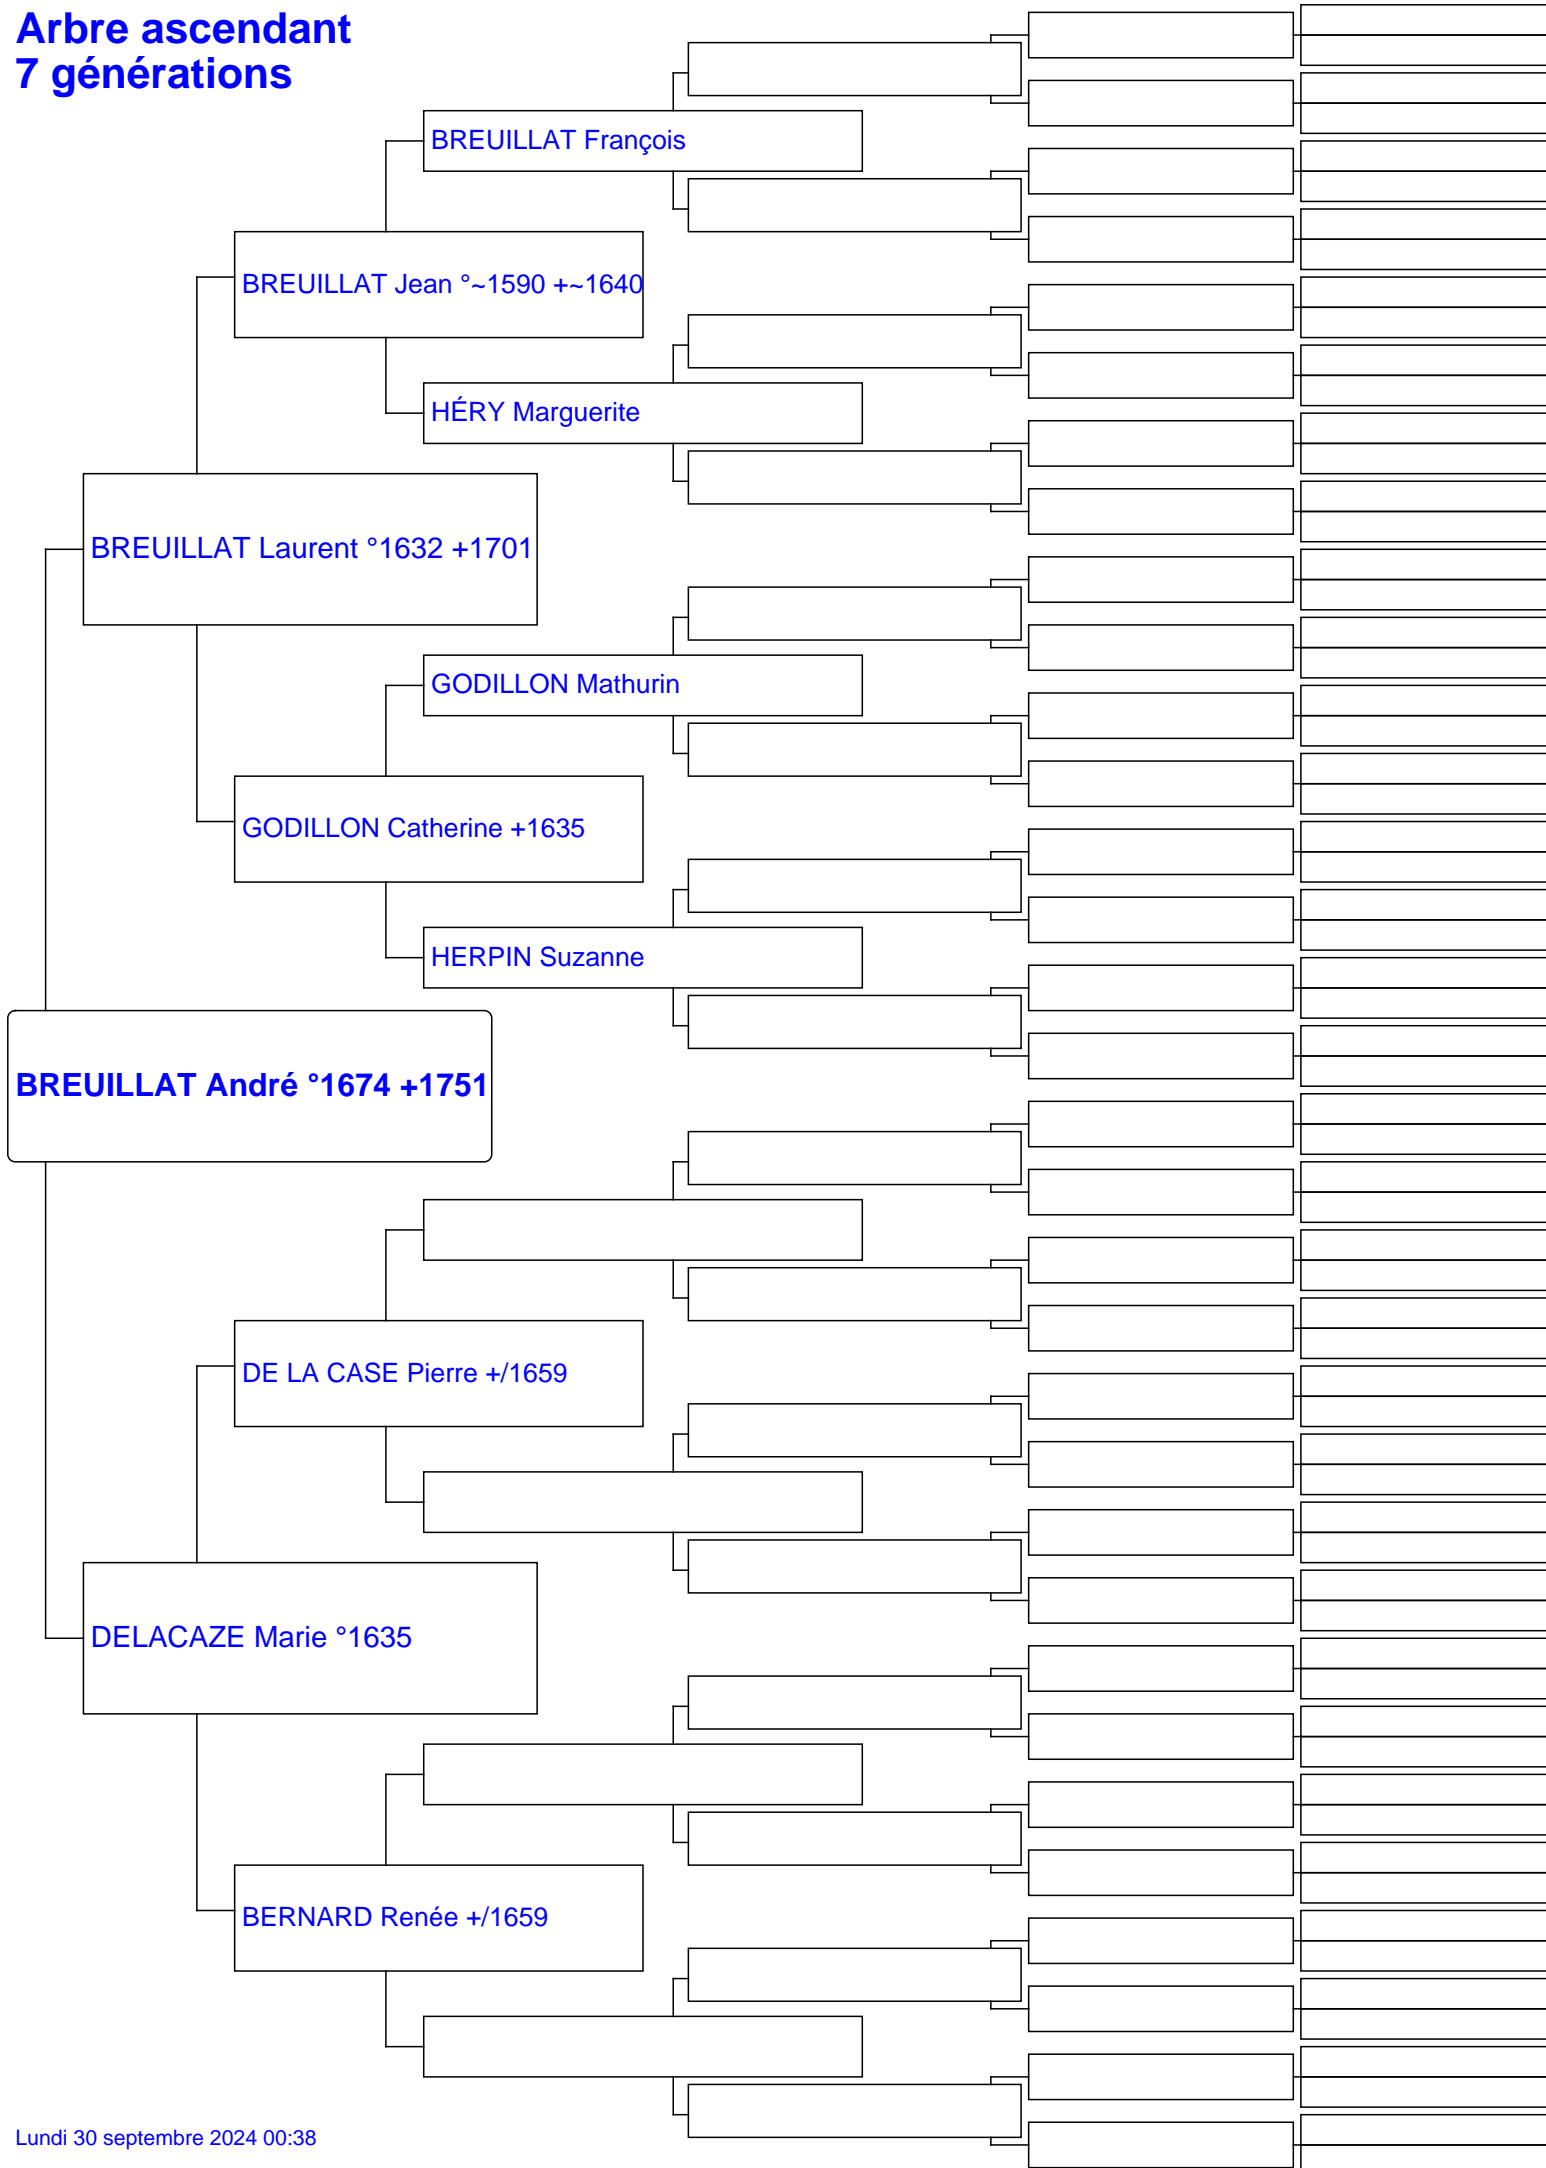 Arbre ascendant
7 générations
BREUILLAT François
BREUILLAT Jean °~1590 +~1640
HÉRY Marguerite
BREUILLAT Laurent °1632 +1701
GODILLON Mathurin
GODILLON Catherine +1635
HERPIN Suzanne
BREUILLAT André °1674 +1751
DE LA CASE Pierre +/1659
DELACAZE Marie °1635
BERNARD Renée +/1659
Lundi 30 septembre 2024 00:38